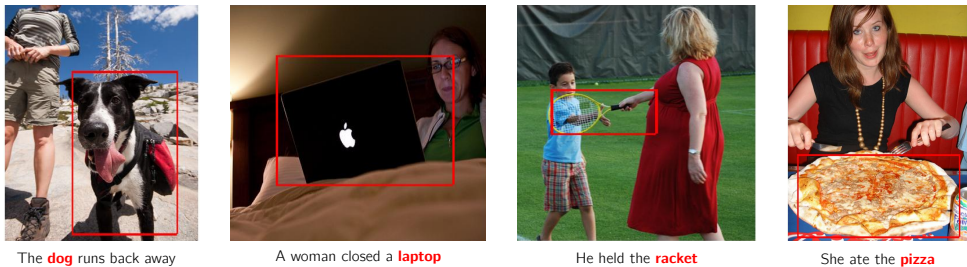 The dog runs back away
A woman closed a laptop
He held the racket
She ate the pizza